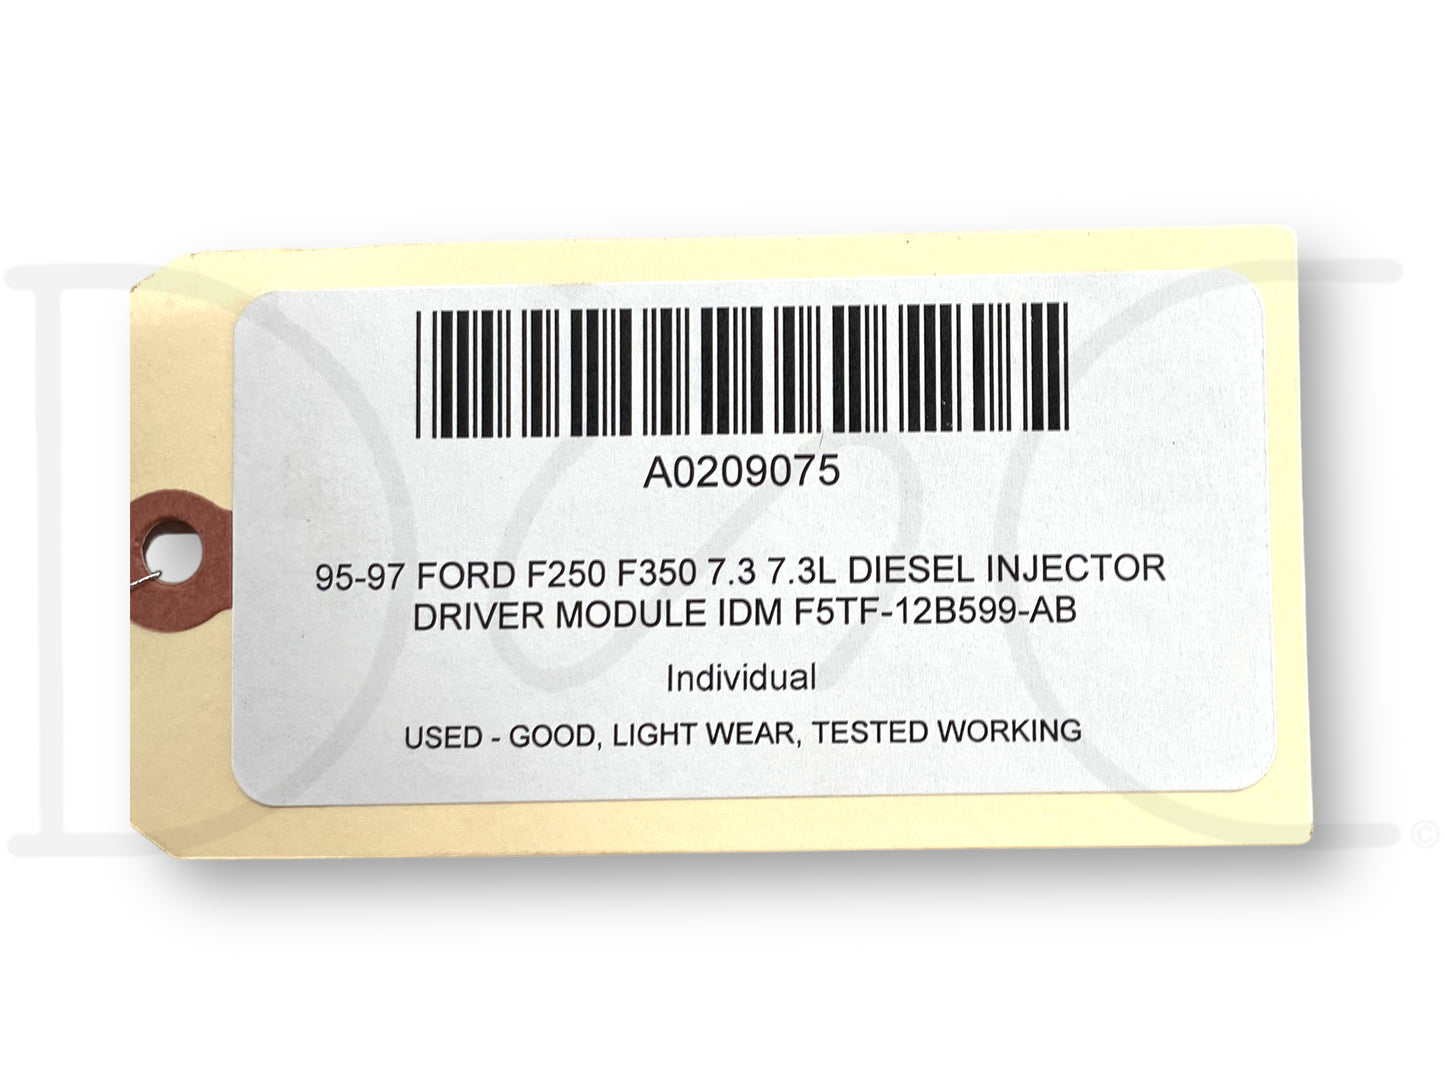 A0209075
95-97 FORD F250 F350 7.3 7.3L DIESEL INJECTOR
DRIVER MODULE IDM F5TF-12B599-AB
Individual
USED - GOOD, LIGHT WEAR, TESTED WORKING
©